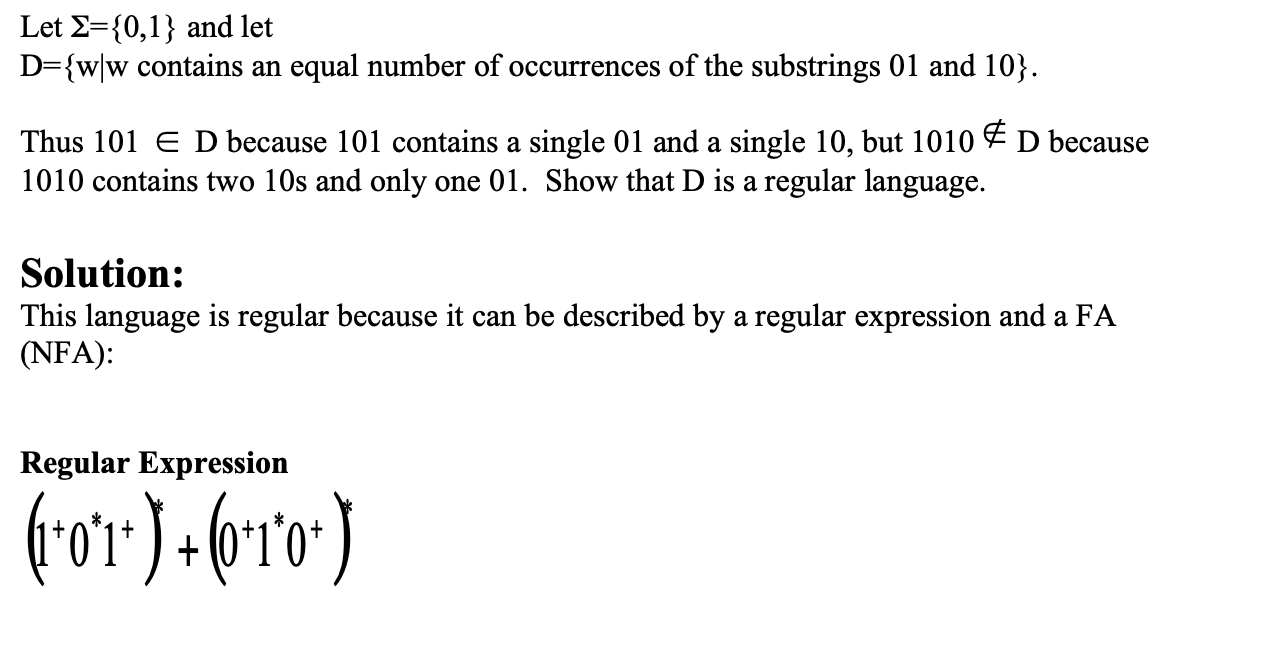 Let Σ={0,1} and let
D={w|w contains an equal number of occurrences of the substrings 01 and 10}.
Thus 101 ∈ D because 101 contains a single 01 and a single 10, but 1010 ∉ D because
1010 contains two 10s and only one 01. Show that D is a regular language.
Solution:
This language is regular because it can be described by a regular expression and a FA
(NFA):
Regular Expression
(1⁺0*1⁺)* + (0⁺1*0⁺)*